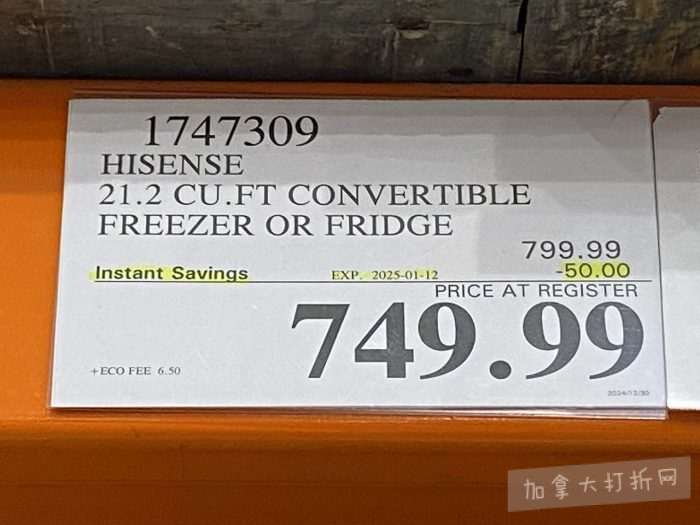 1747309
HISENSE
21.2 CU.FT CONVERTIBLE
FREEZER OR FRIDGE
799.99
Instant Savings EXP. 2025-01-12 -50.00
PRICE AT REGISTER
749.99
+ECO FEE 6.50
2024/12/30
加拿大打折网